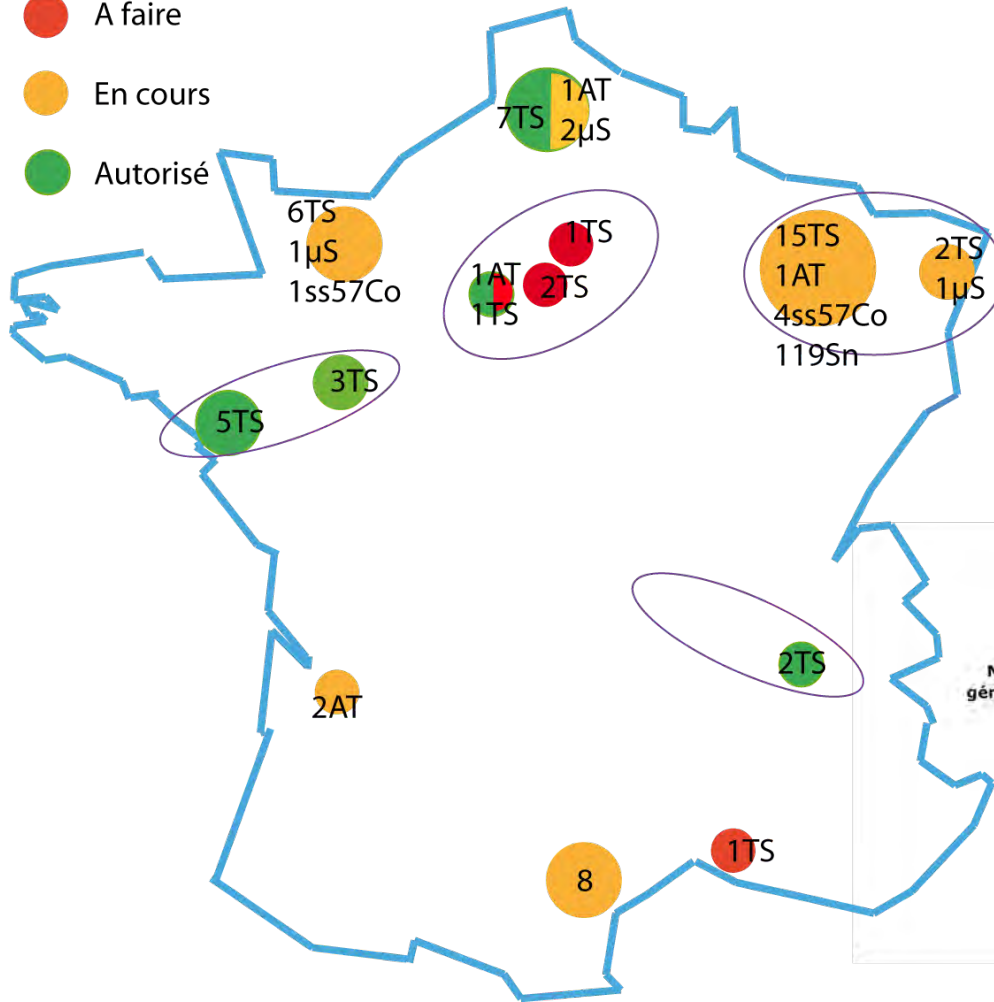 A faire
En cours
Autorisé
7TS
1AT
2µS
6TS
1µS
1ss57Co
1TS
2TS
1AT
1TS
15TS
1AT
4ss57Co
119Sn
2TS
1µS
3TS
5TS
2TS
2AT
1TS
8